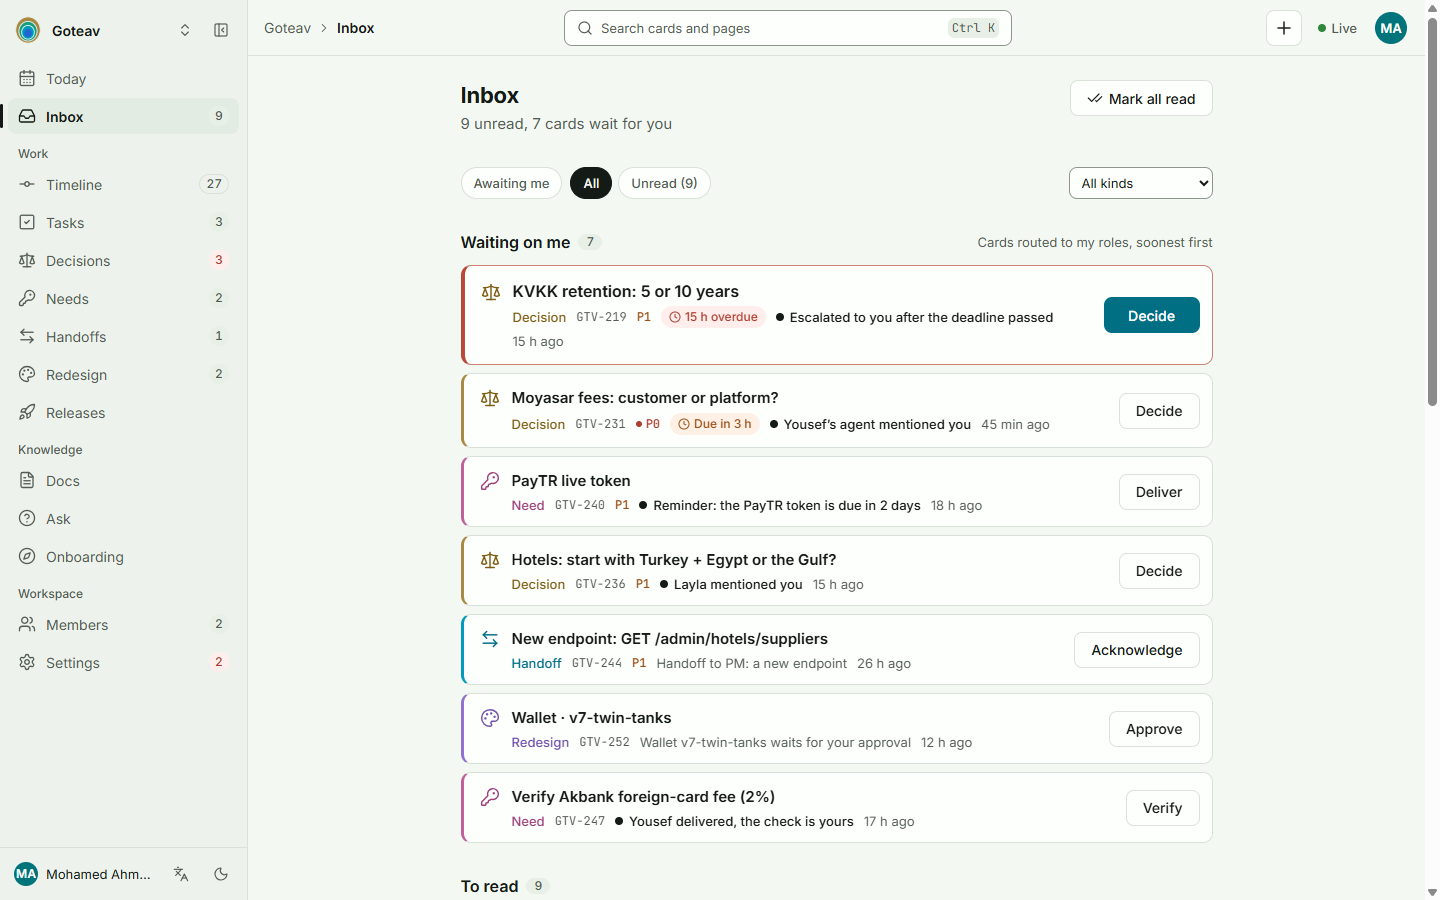 Goteav
Today
Inbox 9
Work
Timeline 27
Tasks 3
Decisions 3
Needs 2
Handoffs 1
Redesign 2
Releases
Knowledge
Docs
Ask
Onboarding
Workspace
Members 2
Settings 2
MA Mohamed Ahm...
Goteav > Inbox
Search cards and pages Ctrl K
Live MA
Inbox
9 unread, 7 cards wait for you
Mark all read
Awaiting me All Unread (9)
All kinds
Waiting on me 7
Cards routed to my roles, soonest first
KVKK retention: 5 or 10 years
Decision GTV-219 P1 15 h overdue Escalated to you after the deadline passed
15 h ago
Decide
Moyasar fees: customer or platform?
Decision GTV-231 P0 Due in 3 h Yousef’s agent mentioned you 45 min ago
Decide
PayTR live token
Need GTV-240 P1 Reminder: the PayTR token is due in 2 days 18 h ago
Deliver
Hotels: start with Turkey + Egypt or the Gulf?
Decision GTV-236 P1 Layla mentioned you 15 h ago
Decide
New endpoint: GET /admin/hotels/suppliers
Handoff GTV-244 P1 Handoff to PM: a new endpoint 26 h ago
Acknowledge
Wallet · v7-twin-tanks
Redesign GTV-252 Wallet v7-twin-tanks waits for your approval 12 h ago
Approve
Verify Akbank foreign-card fee (2%)
Need GTV-247 Yousef delivered, the check is yours 17 h ago
Verify
To read 9